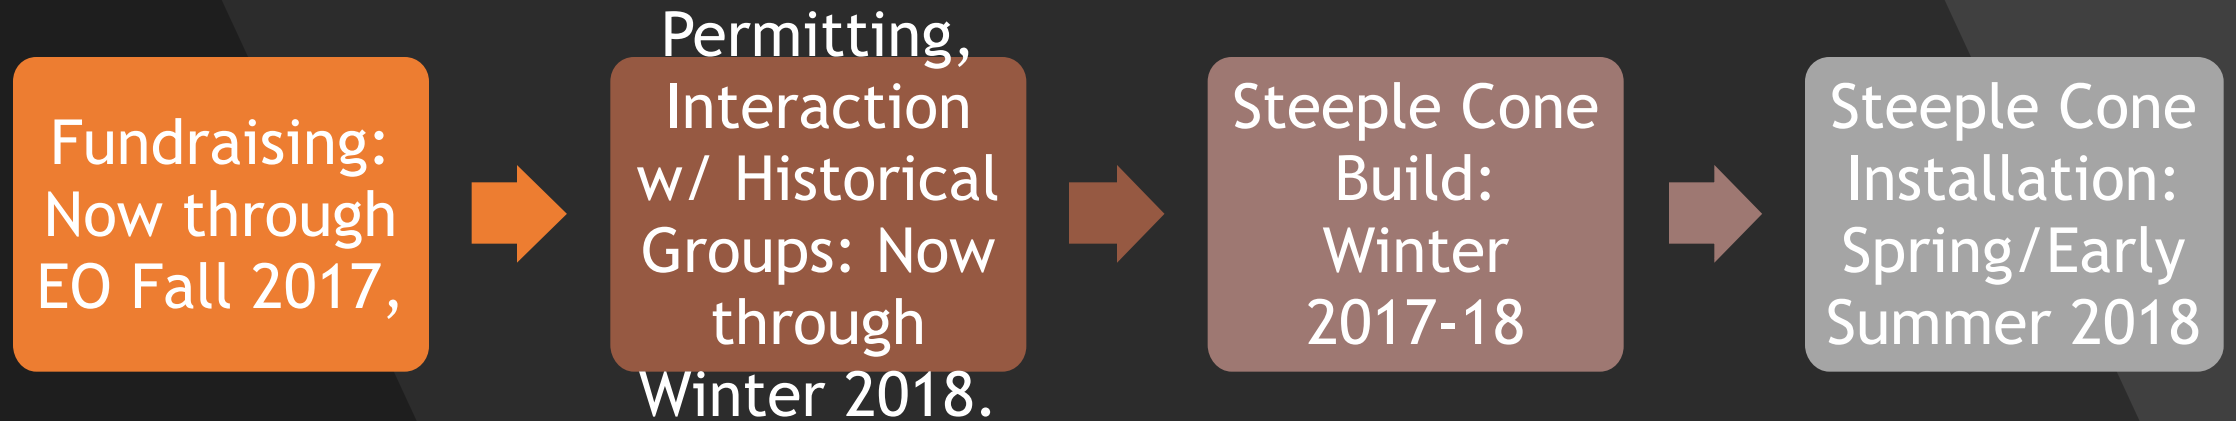 Fundraising:
Now through
EO Fall 2017,
Permitting,
Interaction
w/ Historical
Groups: Now
through
Winter 2018.
Steeple Cone
Build:
Winter
2017-18
Steeple Cone
Installation:
Spring/Early
Summer 2018